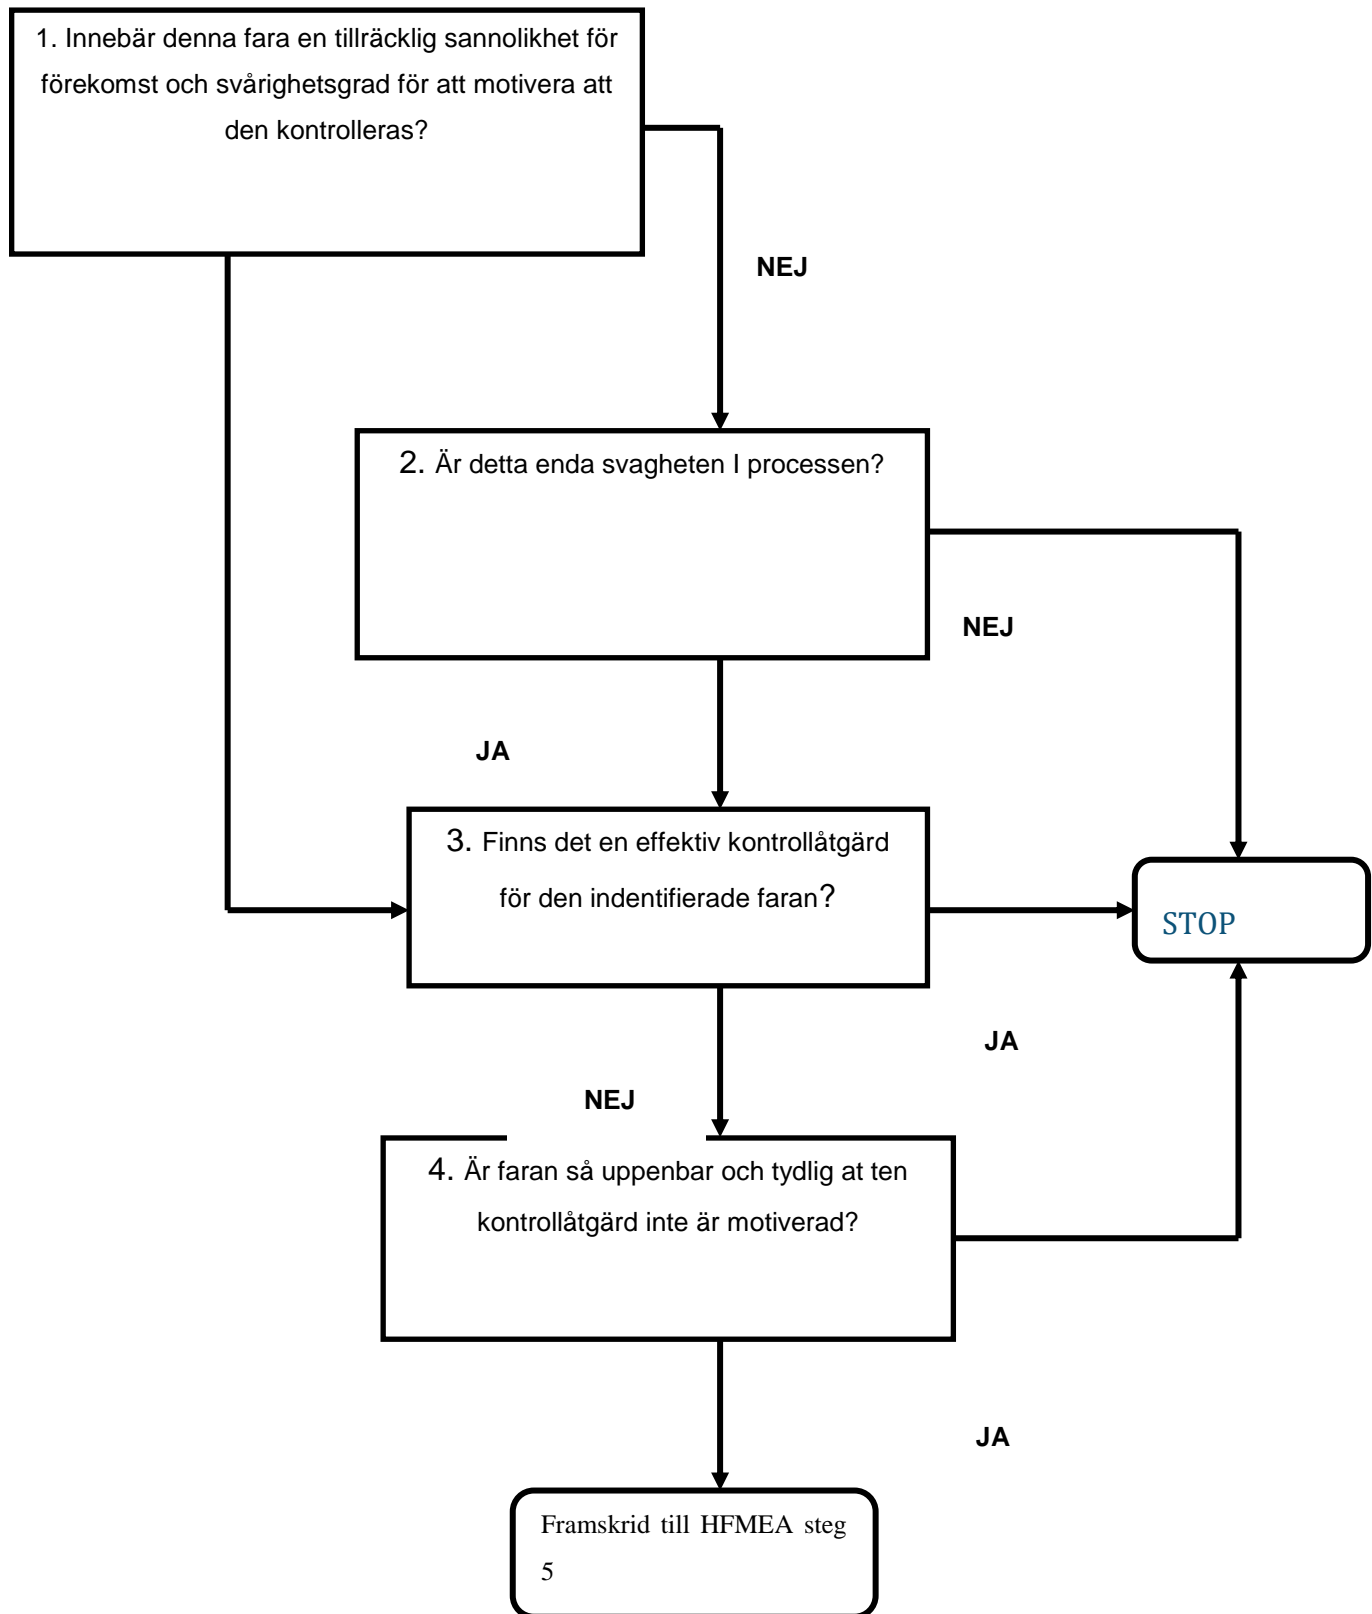 1. Innebär denna fara en tillräcklig sannolikhet för
förekomst och svårighetsgrad för att motivera att
den kontrolleras?
NEJ
2. Är detta enda svagheten I processen?
NEJ
JA
3. Finns det en effektiv kontrollåtgärd
för den indentifierade faran?
STOP
JA
NEJ
4. Är faran så uppenbar och tydlig at ten
kontrollåtgärd inte är motiverad?
JA
Framskrid till HFMEA steg
5